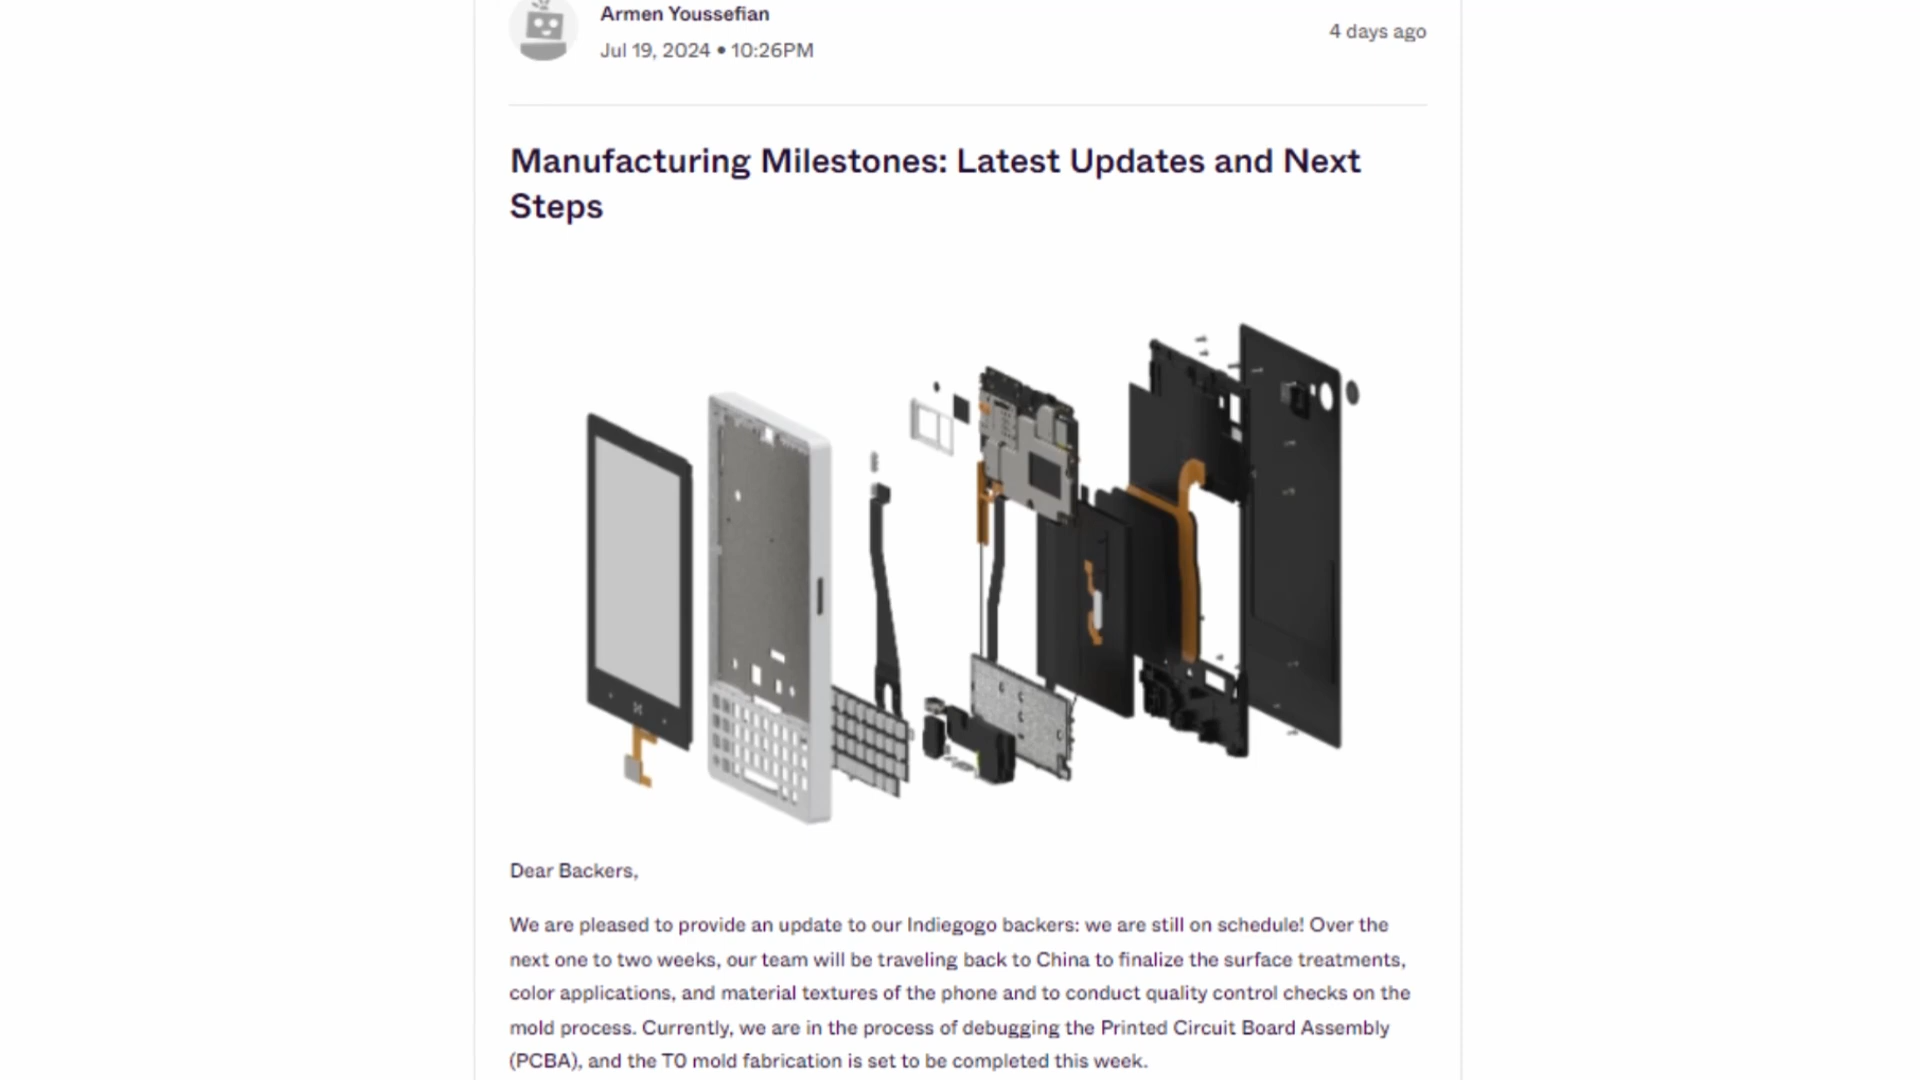 Armen Youssefian
Jul 19, 2024 • 10:26PM
4 days ago
Manufacturing Milestones: Latest Updates and Next
Steps
Dear Backers,
We are pleased to provide an update to our Indiegogo backers: we are still on schedule! Over the
next one to two weeks, our team will be traveling back to China to finalize the surface treatments,
color applications, and material textures of the phone and to conduct quality control checks on the
mold process. Currently, we are in the process of debugging the Printed Circuit Board Assembly
(PCBA), and the T0 mold fabrication is set to be completed this week.